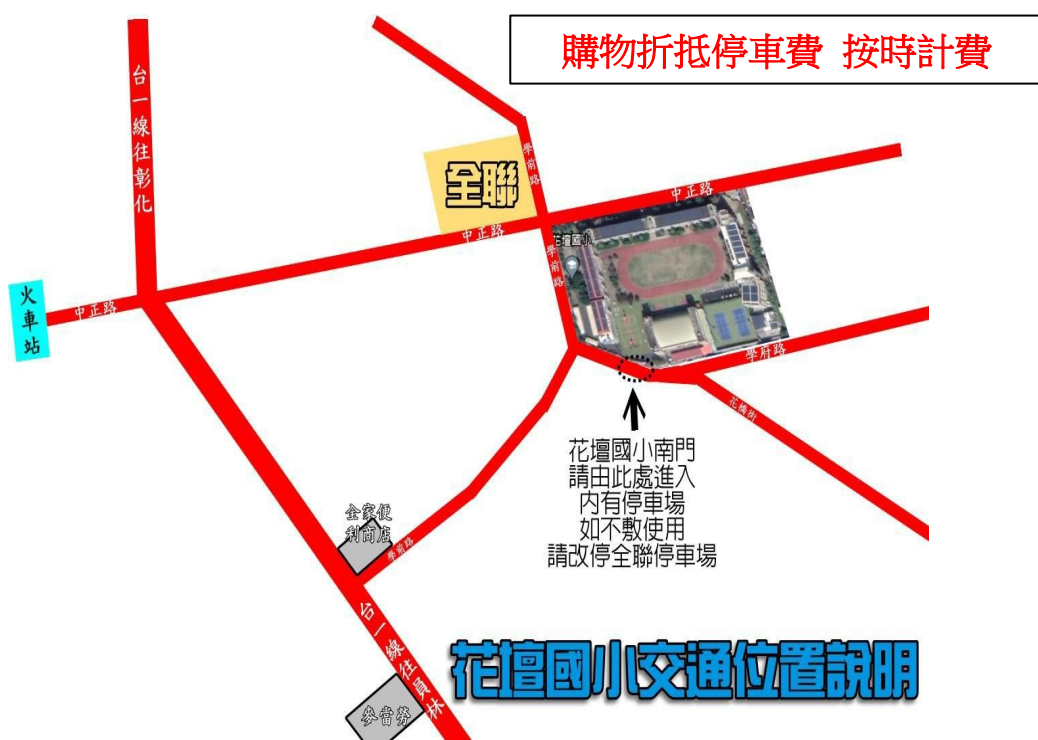 購物折抵停車費 按時計費
台一線往彰化
學前路
全聯
中正路
中正路
花壇國小
學前路
火車站
中正路
學府路
花橋街
花壇國小南門
請由此處進入
內有停車場
如不敷使用
請改停全聯停車場
全家便
利商店
學前路
台一線往員林
麥當勞
花壇國小交通位置說明